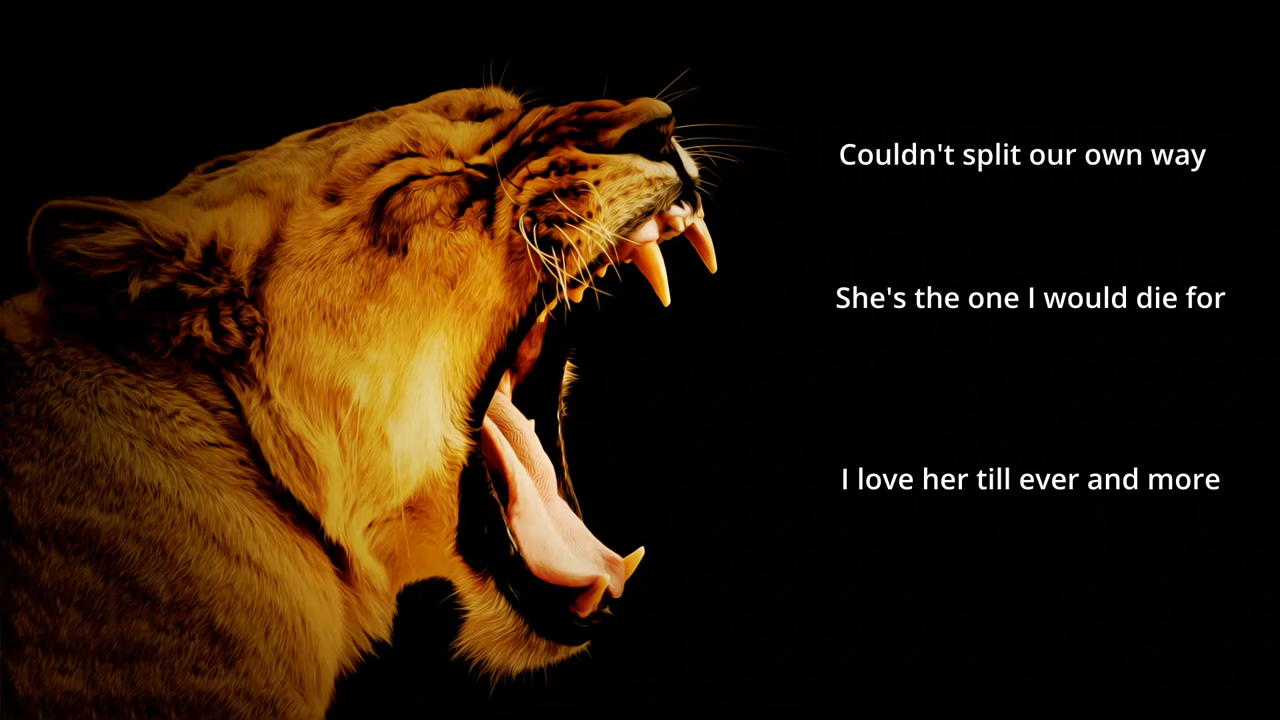 Couldn't split our own way
She's the one I would die for
I love her till ever and more